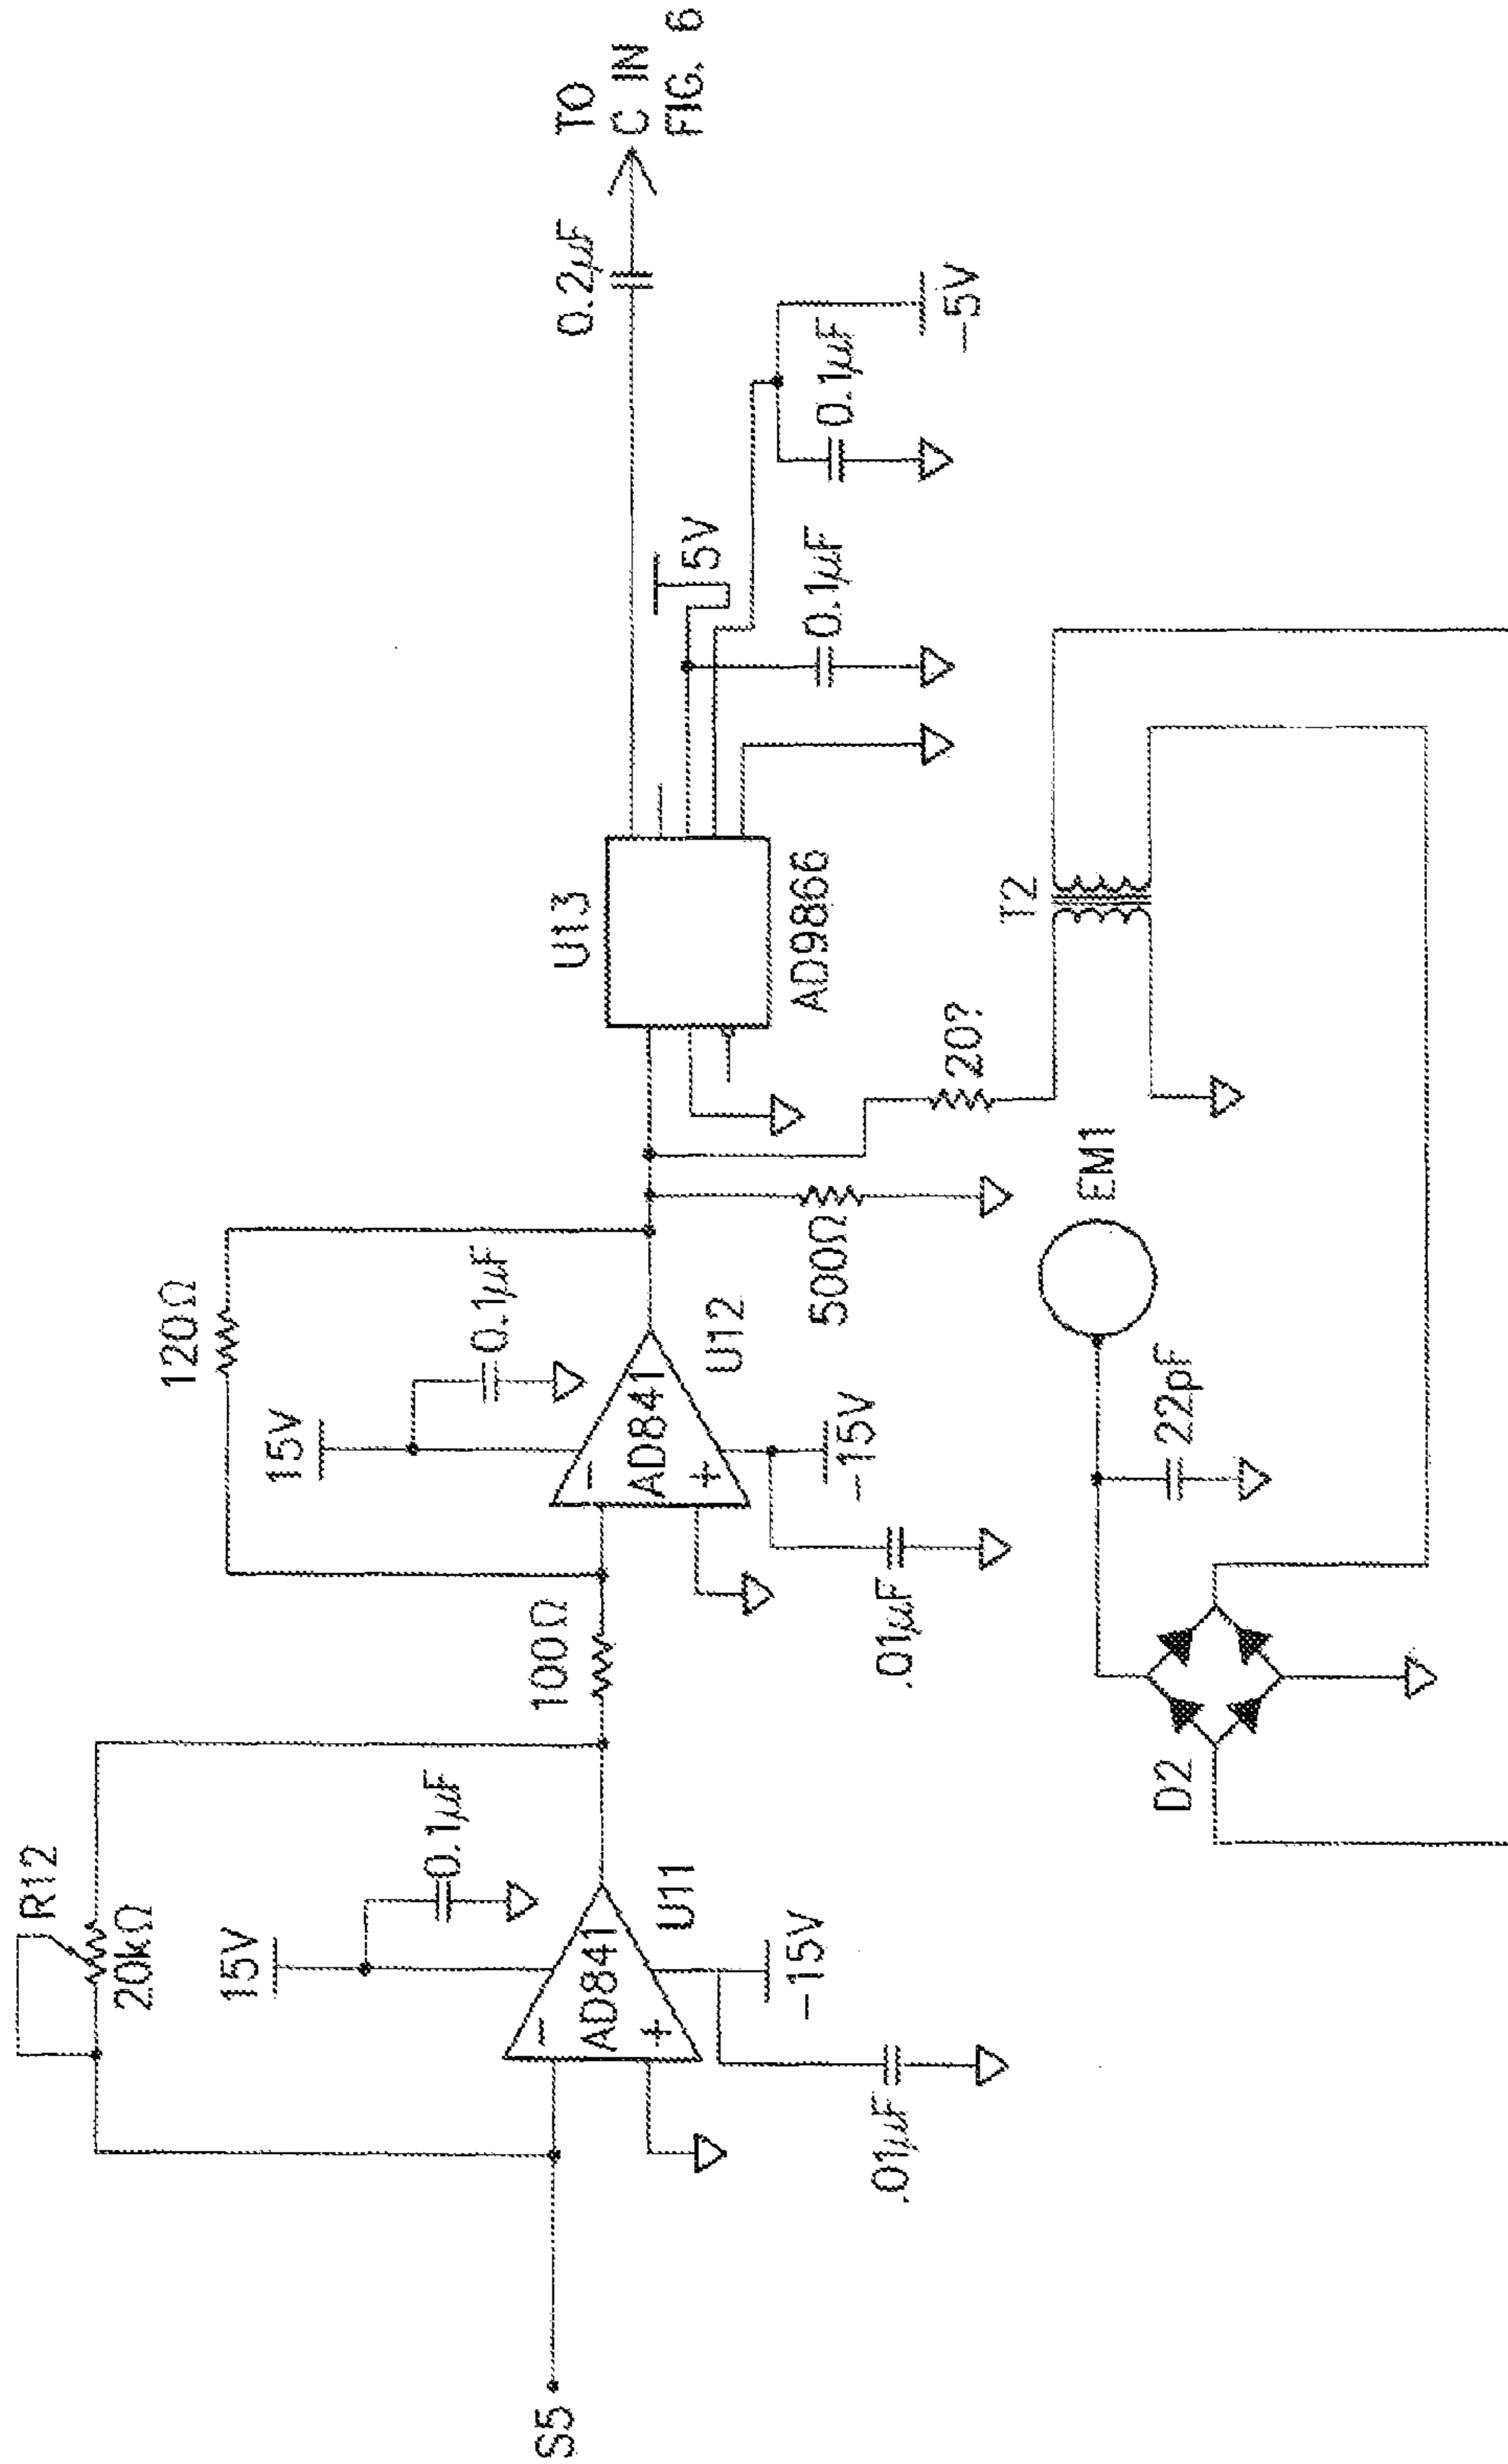 R12
20kΩ
120Ω
15V
0.1µF
15V
0.1µF
AD841
−
+
U11
AD841
−
+
U12
100Ω
S5
-15V
.01µF
-15V
.01µF
500Ω
U13
AD9866
0.2µF
TO
C IN
FIG. 6
5V
0.1µF
0.1µF
-5V
20?
T2
EM1
22pF
D2